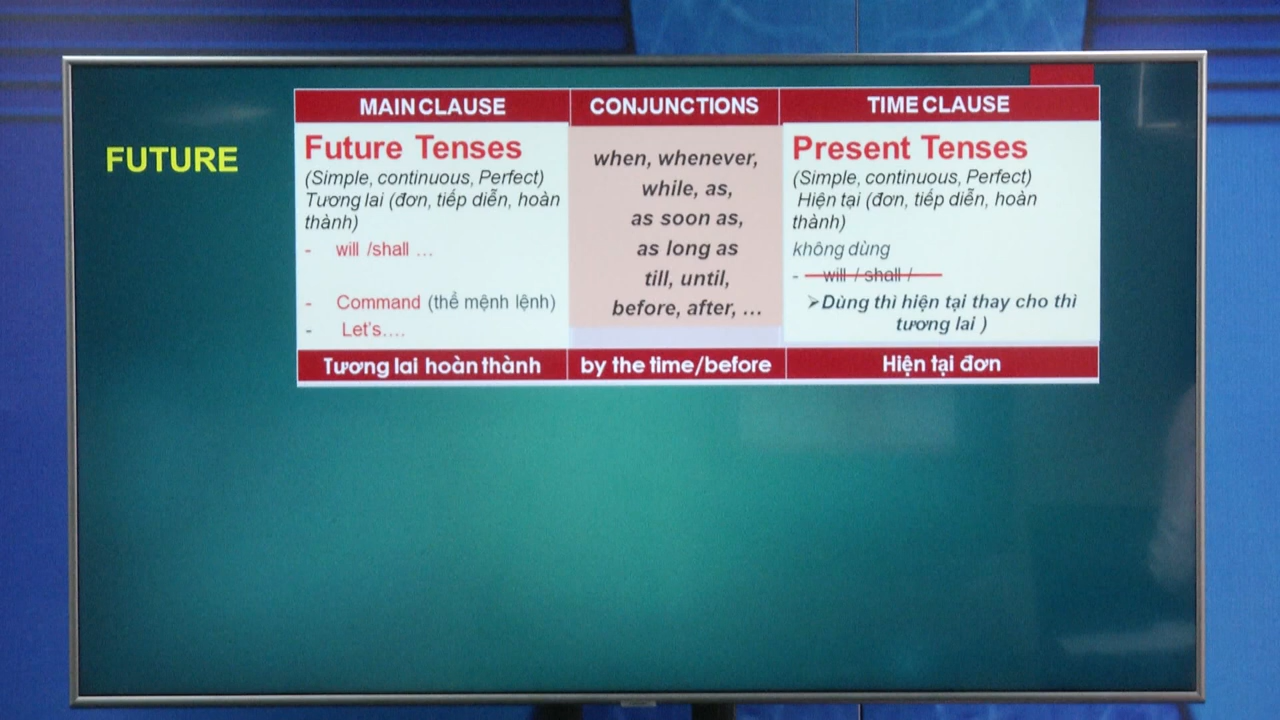 FUTURE
MAIN CLAUSE
Future Tenses
(Simple, continuous, Perfect)
Tương lai (đơn, tiếp diễn, hoàn
thành)
- will /shall ...
- Command (thể mệnh lệnh)
- Let's....
CONJUNCTIONS
when, whenever,
while, as,
as soon as,
as long as
till, until,
before, after, ...
TIME CLAUSE
Present Tenses
(Simple, continuous, Perfect)
Hiện tại (đơn, tiếp diễn, hoàn
thành)
không dùng
- will / shall /
➢Dùng thì hiện tại thay cho thì
tương lai )
Tương lai hoàn thành
by the time/before
Hiện tại đơn